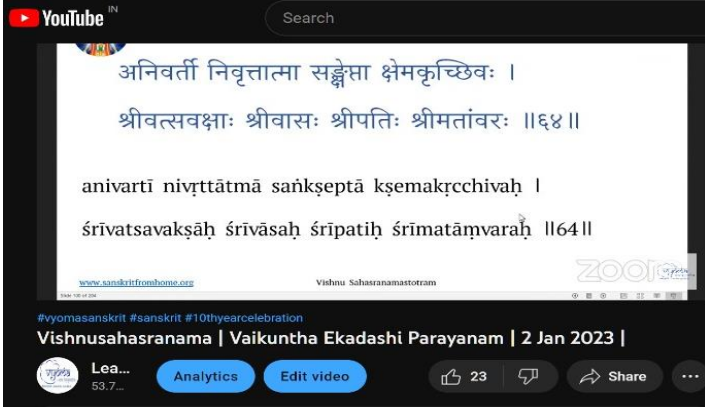 YouTube IN
Search
अनिवर्ती निवृत्तात्मा सङ्क्षेप्ता क्षेमकृच्छिवः ।
श्रीवत्सवक्षाः श्रीवासः श्रीपतिः श्रीमतांवरः ॥६४॥
anivartī nivṛttātmā saṅkṣeptā kṣemakṛcchivaḥ ।
śrīvatsavakṣāḥ śrīvāsaḥ śrīpatiḥ śrīmatāṃvaraḥ ॥64॥
zoom
www.sanskritfromhome.org Vishnu Sahasranamastotram
#vyomasanskrit #sanskrit #10thyearcelebration
Vishnusahasranama | Vaikuntha Ekadashi Parayanam | 2 Jan 2023 |
Lea...
53.7...
Analytics
Edit video
23
Share
...